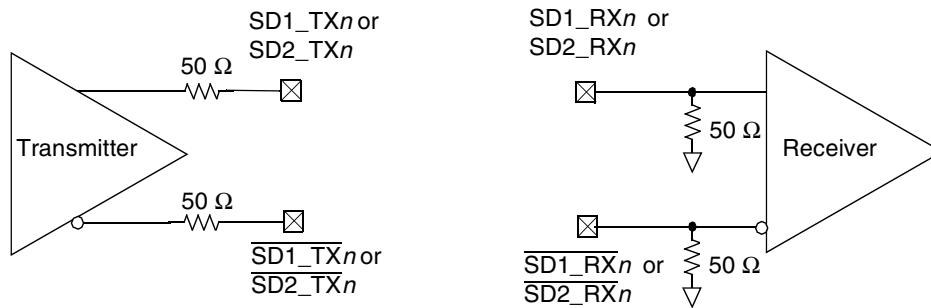 SD1_TXn or
SD2_TXn
50 Ω
Transmitter
50 Ω
SD1_TXn or
SD2_TXn
SD1_RXn or
SD2_RXn
50 Ω
Receiver
SD1_RXn or
SD2_RXn
50 Ω